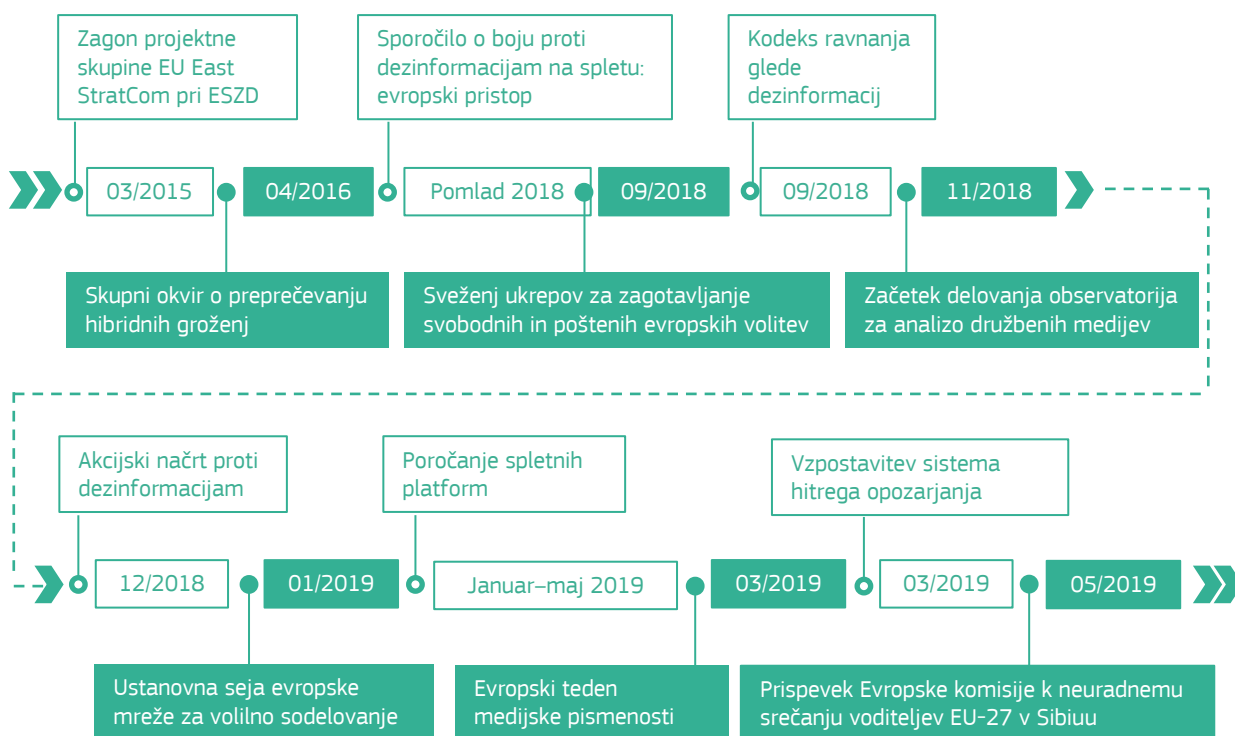 Zagon projektne
skupine EU East
StratCom pri ESZD
Sporočilo o boju proti
dezinformacijam na spletu:
evropski pristop
Kodeks ravnanja
glede
dezinformacij
03/2015
04/2016
Pomlad 2018
09/2018
09/2018
11/2018
Skupni okvir o preprečevanju
hibridnih groženj
Sveženj ukrepov za zagotavljanje
svobodnih in poštenih evropskih volitev
Začetek delovanja observatorija
za analizo družbenih medijev
Akcijski načrt proti
dezinformacijam
Poročanje spletnih
platform
Vzpostavitev sistema
hitrega opozarjanja
12/2018
01/2019
Januar–maj 2019
03/2019
03/2019
05/2019
Ustanovna seja evropske
mreže za volilno sodelovanje
Evropski teden
medijske pismenosti
Prispevek Evropske komisije k neuradnemu
srečanju voditeljev EU-27 v Sibiuu